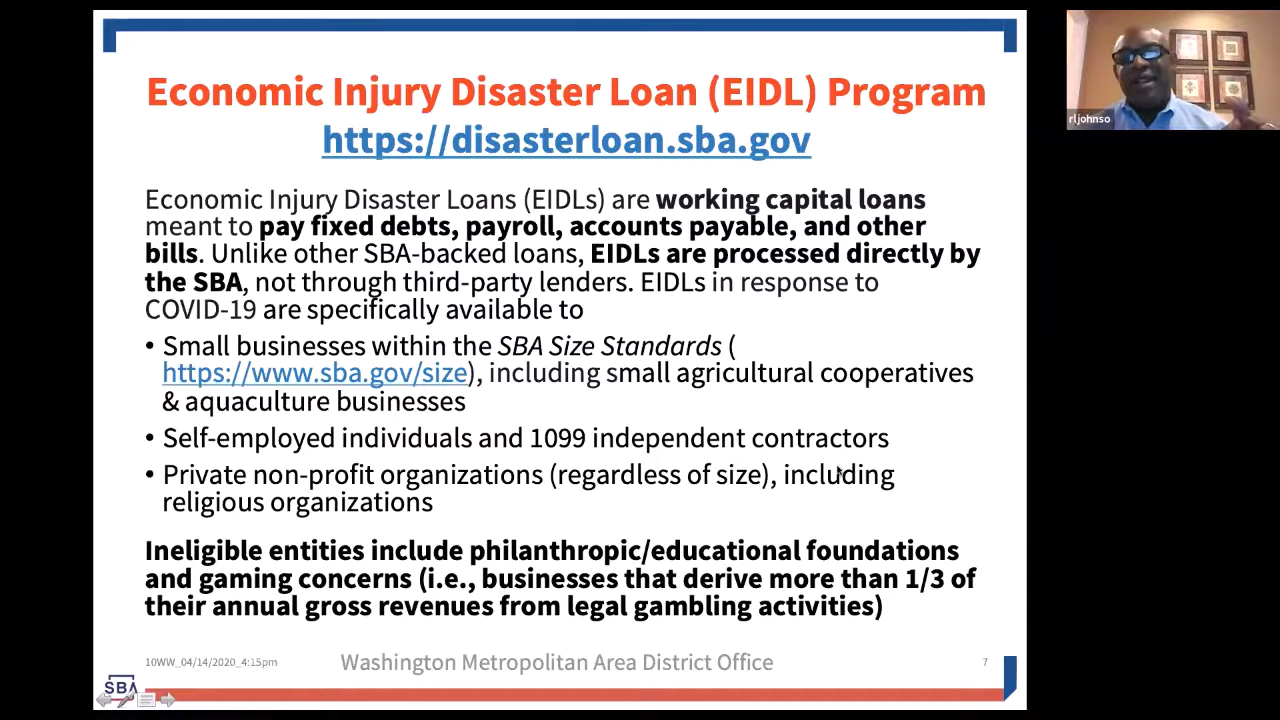 Economic Injury Disaster Loan (EIDL) Program
https://disasterloan.sba.gov
rljohnso
Economic Injury Disaster Loans (EIDLs) are working capital loans
meant to pay fixed debts, payroll, accounts payable, and other
bills. Unlike other SBA-backed loans, EIDLs are processed directly by
the SBA, not through third-party lenders. EIDLs in response to
COVID-19 are specifically available to
• Small businesses within the SBA Size Standards (
https://www.sba.gov/size), including small agricultural cooperatives
& aquaculture businesses
• Self-employed individuals and 1099 independent contractors
• Private non-profit organizations (regardless of size), including
religious organizations
Ineligible entities include philanthropic/educational foundations
and gaming concerns (i.e., businesses that derive more than 1/3 of
their annual gross revenues from legal gambling activities)
10WW_04/14/2020_4:15pm
Washington Metropolitan Area District Office
7
SBA